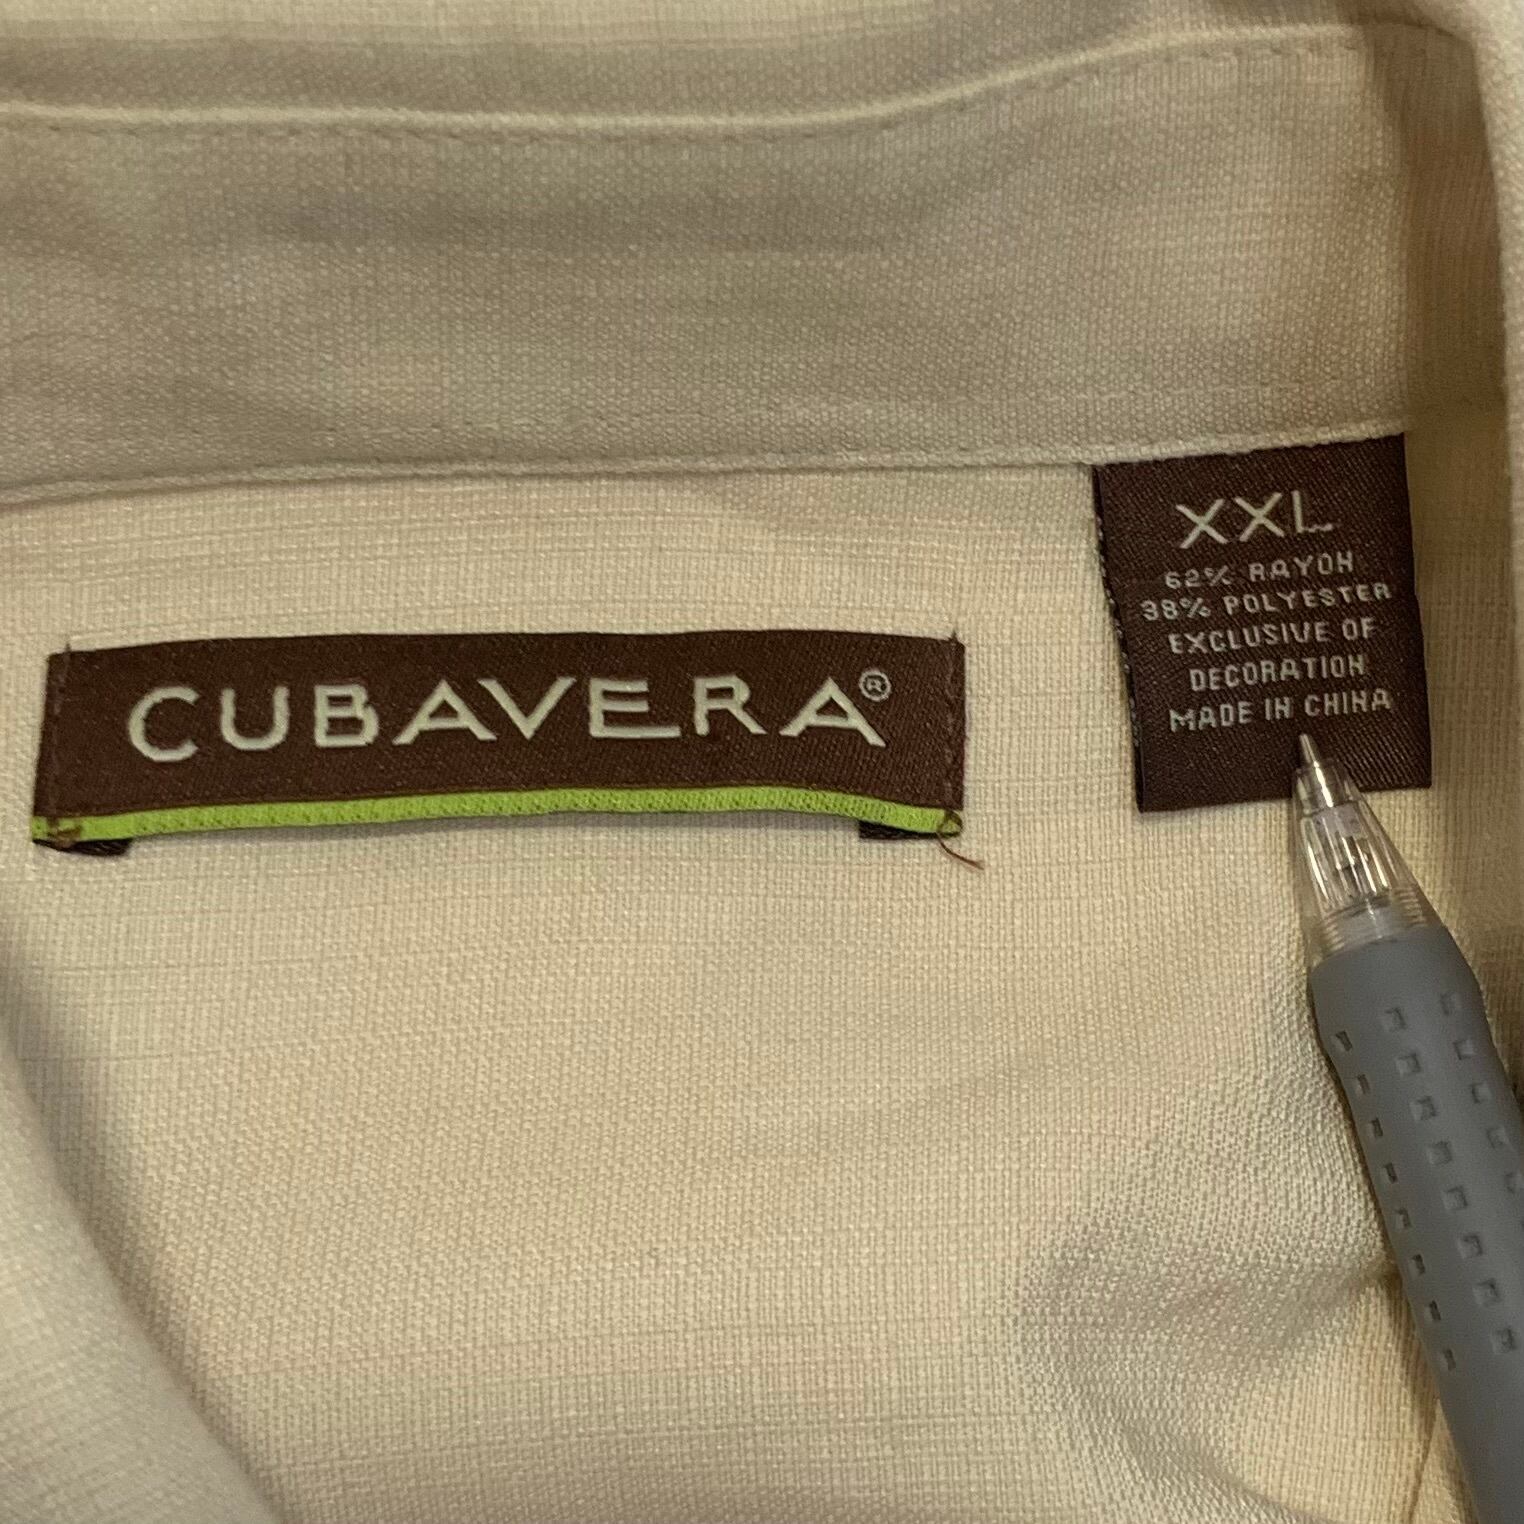 CUBAVERA®
XXL
62% RAYON
38% POLYESTER
EXCLUSIVE OF
DECORATION
MADE IN CHINA